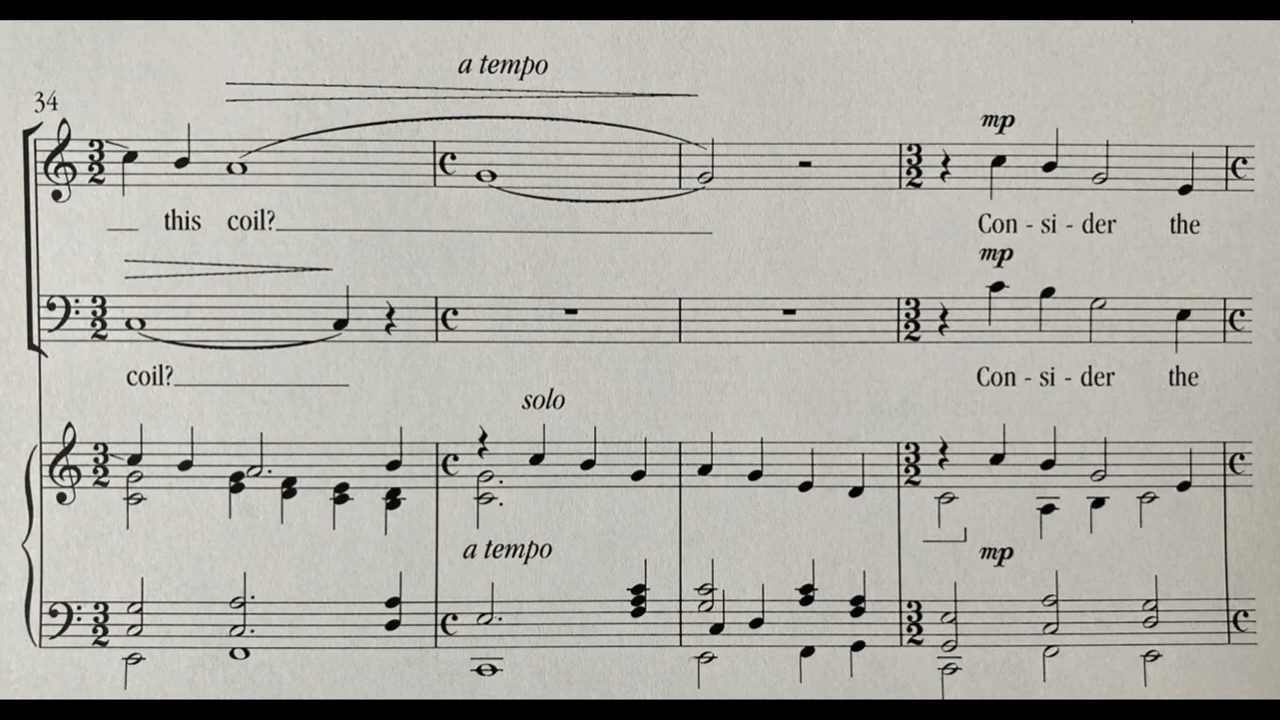 a tempo
34
mp
this coil?
Con - si - der the
mp
coil?
Con - si - der the
solo
a tempo
mp